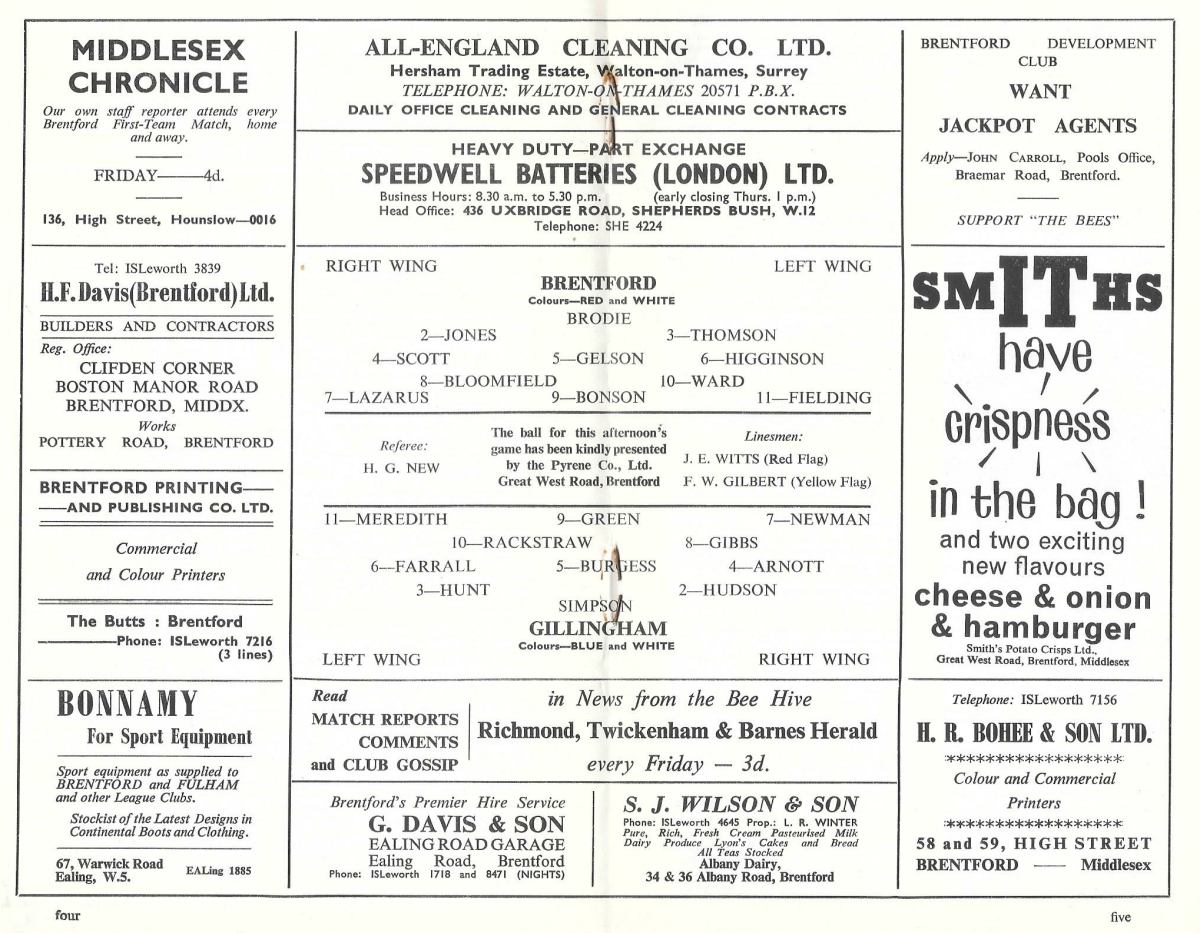 MIDDLESEX
CHRONICLE
Our own staff reporter attends every
Brentford First-Team Match, home
and away.
FRIDAY——4d.
136, High Street, Hounslow—0016
Tel: ISLeworth 3839
H.F. Davis (Brentford) Ltd.
BUILDERS AND CONTRACTORS
Reg. Office:
CLIFDEN CORNER
BOSTON MANOR ROAD
BRENTFORD, MIDDX.
Works
POTTERY ROAD, BRENTFORD
BRENTFORD PRINTING—
—AND PUBLISHING CO. LTD.
Commercial
and Colour Printers
The Butts : Brentford
Phone: ISLeworth 7216
(3 lines)
BONNAMY
For Sport Equipment
Sport equipment as supplied to
BRENTFORD and FULHAM
and other League Clubs.
Stockist of the Latest Designs in
Continental Boots and Clothing.
67, Warwick Road
Ealing, W.5.
EALing 1885
ALL-ENGLAND CLEANING CO. LTD.
Hersham Trading Estate, Walton-on-Thames, Surrey
TELEPHONE: WALTON-ON-THAMES 20571 P.B.X.
DAILY OFFICE CLEANING AND GENERAL CLEANING CONTRACTS
HEAVY DUTY—PART EXCHANGE
SPEEDWELL BATTERIES (LONDON) LTD.
Business Hours: 8.30 a.m. to 5.30 p.m. (early closing Thurs. 1 p.m.)
Head Office: 436 UXBRIDGE ROAD, SHEPHERDS BUSH, W.12
Telephone: SHE 4224
RIGHT WING LEFT WING
BRENTFORD
Colours—RED and WHITE
BRODIE
2—JONES 3—THOMSON
4—SCOTT 5—GELSON 6—HIGGINSON
8—BLOOMFIELD 10—WARD
7—LAZARUS 9—BONSON 11—FIELDING
Referee:
H. G. NEW
The ball for this afternoon's
game has been kindly presented
by the Pyrene Co., Ltd.
Great West Road, Brentford
Linesmen:
J. E. WITTS (Red Flag)
F. W. GILBERT (Yellow Flag)
11—MEREDITH 9—GREEN 7—NEWMAN
10—RACKSTRAW 8—GIBBS
6—FARRALL 5—BURGESS 4—ARNOTT
3—HUNT 2—HUDSON
SIMPSON
GILLINGHAM
Colours—BLUE and WHITE
LEFT WING RIGHT WING
Read
MATCH REPORTS
COMMENTS
and CLUB GOSSIP
in News from the Bee Hive
Richmond, Twickenham & Barnes Herald
every Friday — 3d.
Brentford's Premier Hire Service
G. DAVIS & SON
EALING ROAD GARAGE
Ealing Road, Brentford
Phone: ISLeworth 1718 and 8471 (NIGHTS)
S. J. WILSON & SON
Phone: ISLeworth 4645 Prop.: L. R. WINTER
Pure, Rich, Fresh Cream Pasteurised Milk
Dairy Produce Lyon's Cakes and Bread
All Teas Stocked
Albany Dairy,
34 & 36 Albany Road, Brentford
BRENTFORD DEVELOPMENT
CLUB
WANT
JACKPOT AGENTS
Apply—JOHN CARROLL, Pools Office,
Braemar Road, Brentford.
SUPPORT "THE BEES"
SMITHS
have
crispness
in the bag!
and two exciting
new flavours
cheese & onion
& hamburger
Smith's Potato Crisps Ltd.,
Great West Road, Brentford, Middlesex
Telephone: ISLeworth 7156
H. R. BOHEE & SON LTD.
******************
Colour and Commercial
Printers
******************
58 and 59, HIGH STREET
BRENTFORD — Middlesex
four
five